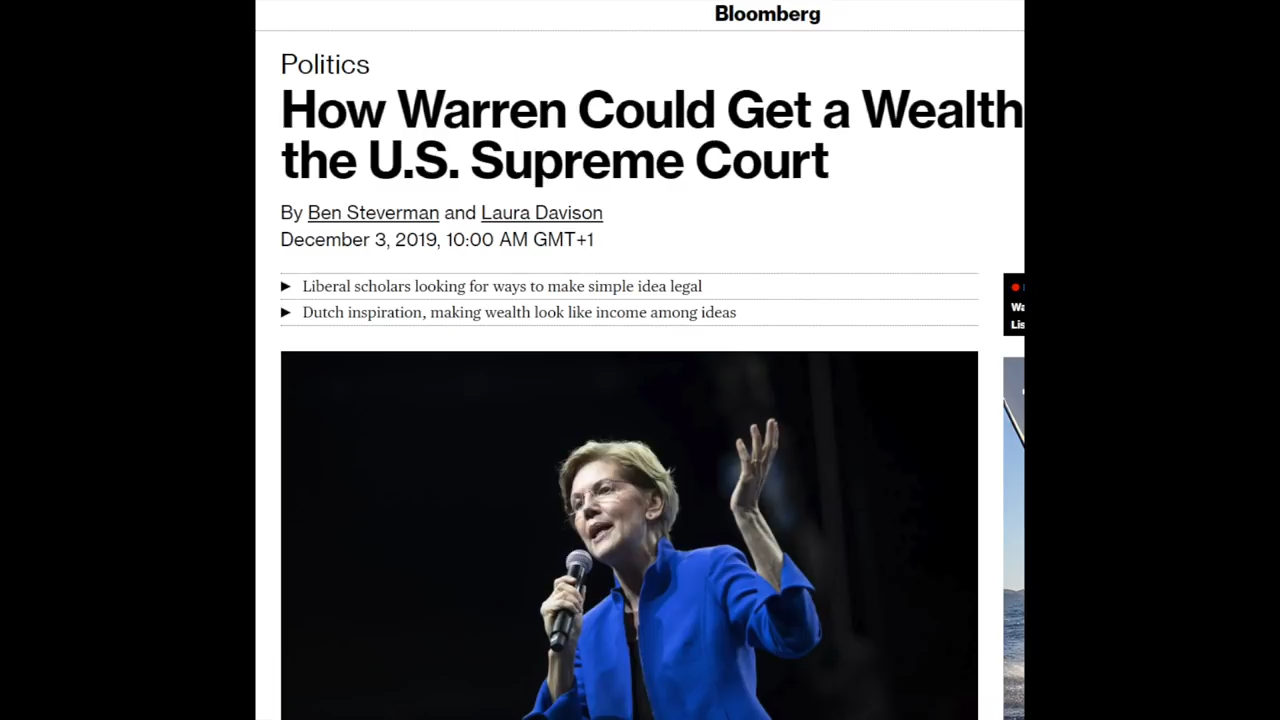 Bloomberg
Politics
How Warren Could Get a Wealth
the U.S. Supreme Court
By Ben Steverman and Laura Davison
December 3, 2019, 10:00 AM GMT+1
► Liberal scholars looking for ways to make simple idea legal
► Dutch inspiration, making wealth look like income among ideas